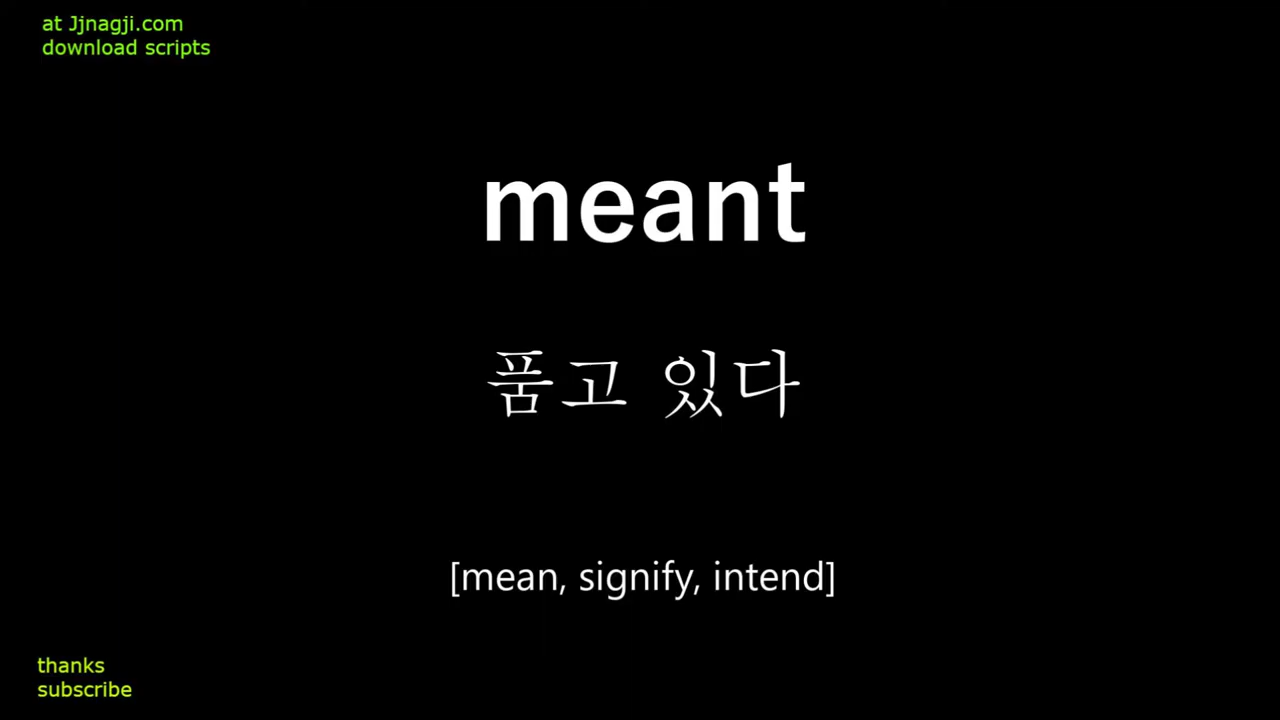 at Jjnagji.com
download scripts
meant
품고 있다
[mean, signify, intend]
thanks
subscribe